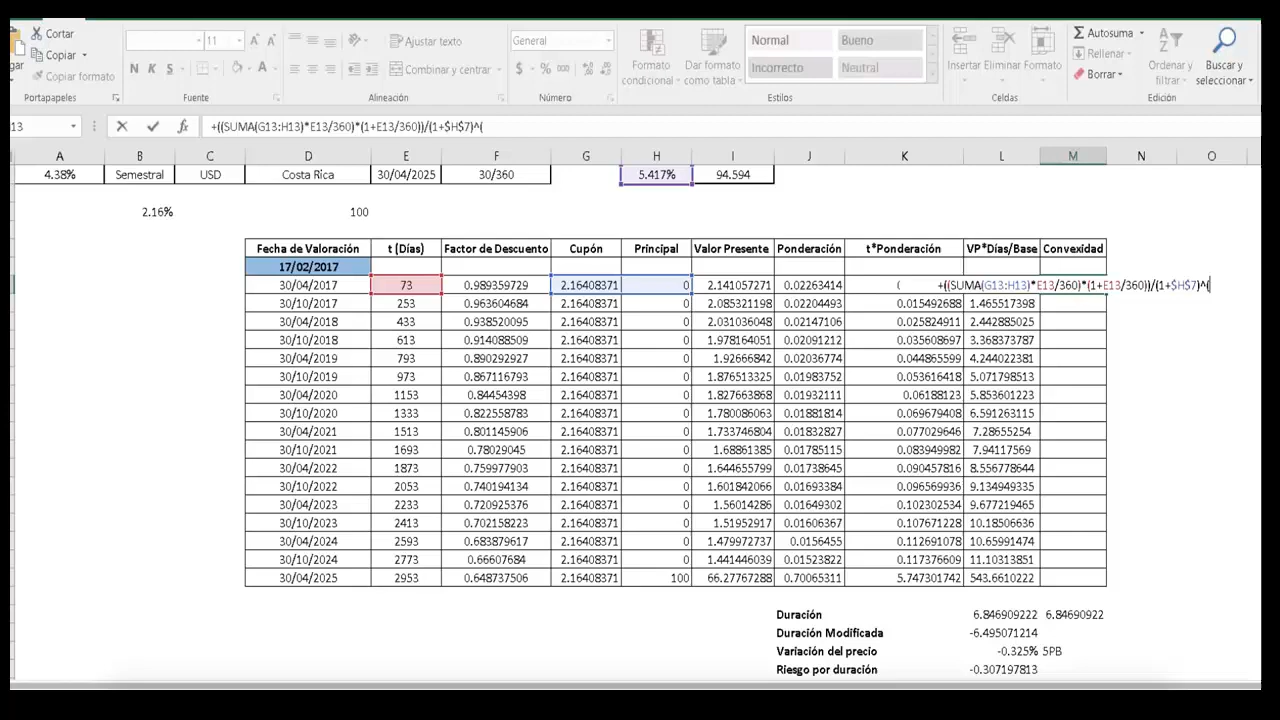 Cortar
Copiar
Copiar formato
gar
11
A A
N K S
Ajustar texto
Combinar y centrar
General
$ % 000
Formato condicional
Dar formato como tabla
Normal
Bueno
Incorrecto
Neutral
Insertar Eliminar Formato
Autosuma
Rellenar
Borrar
Ordenar y filtrar
Buscar y seleccionar
Portapapeles Fuente Alineación Número Estilos Celdas Edición
13 fx +((SUMA(G13:H13)*E13/360)*(1+E13/360))/(1+$H$7)^(
A B C D E F G H I J K L M N O
4.38% Semestral USD Costa Rica 30/04/2025 30/360 5.417% 94.594
2.16% 100
Fecha de Valoración t (Días) Factor de Descuento Cupón Principal Valor Presente Ponderación t*Ponderación VP*Días/Base Convexidad
17/02/2017
30/04/2017 73 0.989359729 2.16408371 0 2.141057271 0.02263414 ( +((SUMA(G13:H13)*E13/360)*(1+E13/360))/(1+$H$7)^(
30/10/2017 253 0.963604684 2.16408371 0 2.085321198 0.02204493 0.015492688 1.465517398
30/04/2018 433 0.938520095 2.16408371 0 2.031036048 0.02147106 0.025824911 2.442885025
30/10/2018 613 0.914088509 2.16408371 0 1.978164051 0.02091212 0.035608697 3.368373787
30/04/2019 793 0.890292927 2.16408371 0 1.92666842 0.02036774 0.044865599 4.244022381
30/10/2019 973 0.867116793 2.16408371 0 1.876513325 0.01983752 0.053616418 5.071798513
30/04/2020 1153 0.84454398 2.16408371 0 1.827663868 0.01932111 0.06188123 5.853601223
30/10/2020 1333 0.822558783 2.16408371 0 1.780086063 0.01881814 0.069679408 6.591263115
30/04/2021 1513 0.801145906 2.16408371 0 1.733746804 0.01832827 0.077029646 7.28655254
30/10/2021 1693 0.78029045 2.16408371 0 1.68861385 0.01785115 0.083949982 7.94117569
30/04/2022 1873 0.759977903 2.16408371 0 1.644655799 0.01738645 0.090457816 8.556778644
30/10/2022 2053 0.740194134 2.16408371 0 1.601842066 0.01693384 0.096569936 9.134949335
30/04/2023 2233 0.720925376 2.16408371 0 1.56014286 0.01649302 0.102302534 9.677219465
30/10/2023 2413 0.702158223 2.16408371 0 1.51952917 0.01606367 0.107671228 10.18506636
30/04/2024 2593 0.683879617 2.16408371 0 1.479972737 0.0156455 0.112691078 10.65991474
30/10/2024 2773 0.66607684 2.16408371 0 1.441446039 0.01523822 0.117376609 11.10313851
30/04/2025 2953 0.648737506 2.16408371 100 66.27767288 0.70065311 5.747301742 543.6610222
Duración 6.846909222 6.84690922
Duración Modificada -6.495071214
Variación del precio -0.325% 5PB
Riesgo por duración -0.307197813